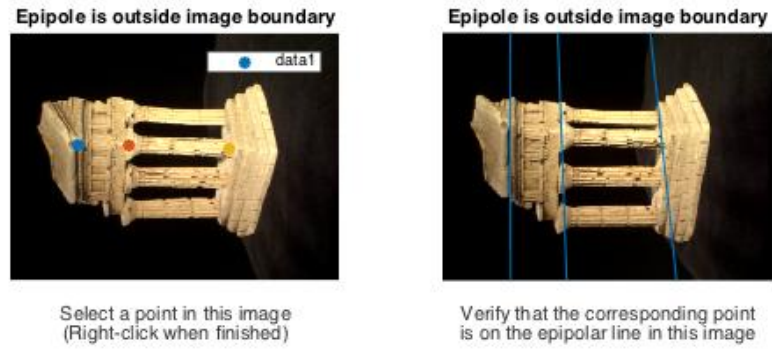 Epipole is outside image boundary
data1
Select a point in this image
(Right-click when finished)
Epipole is outside image boundary
Verify that the corresponding point
is on the epipolar line in this image